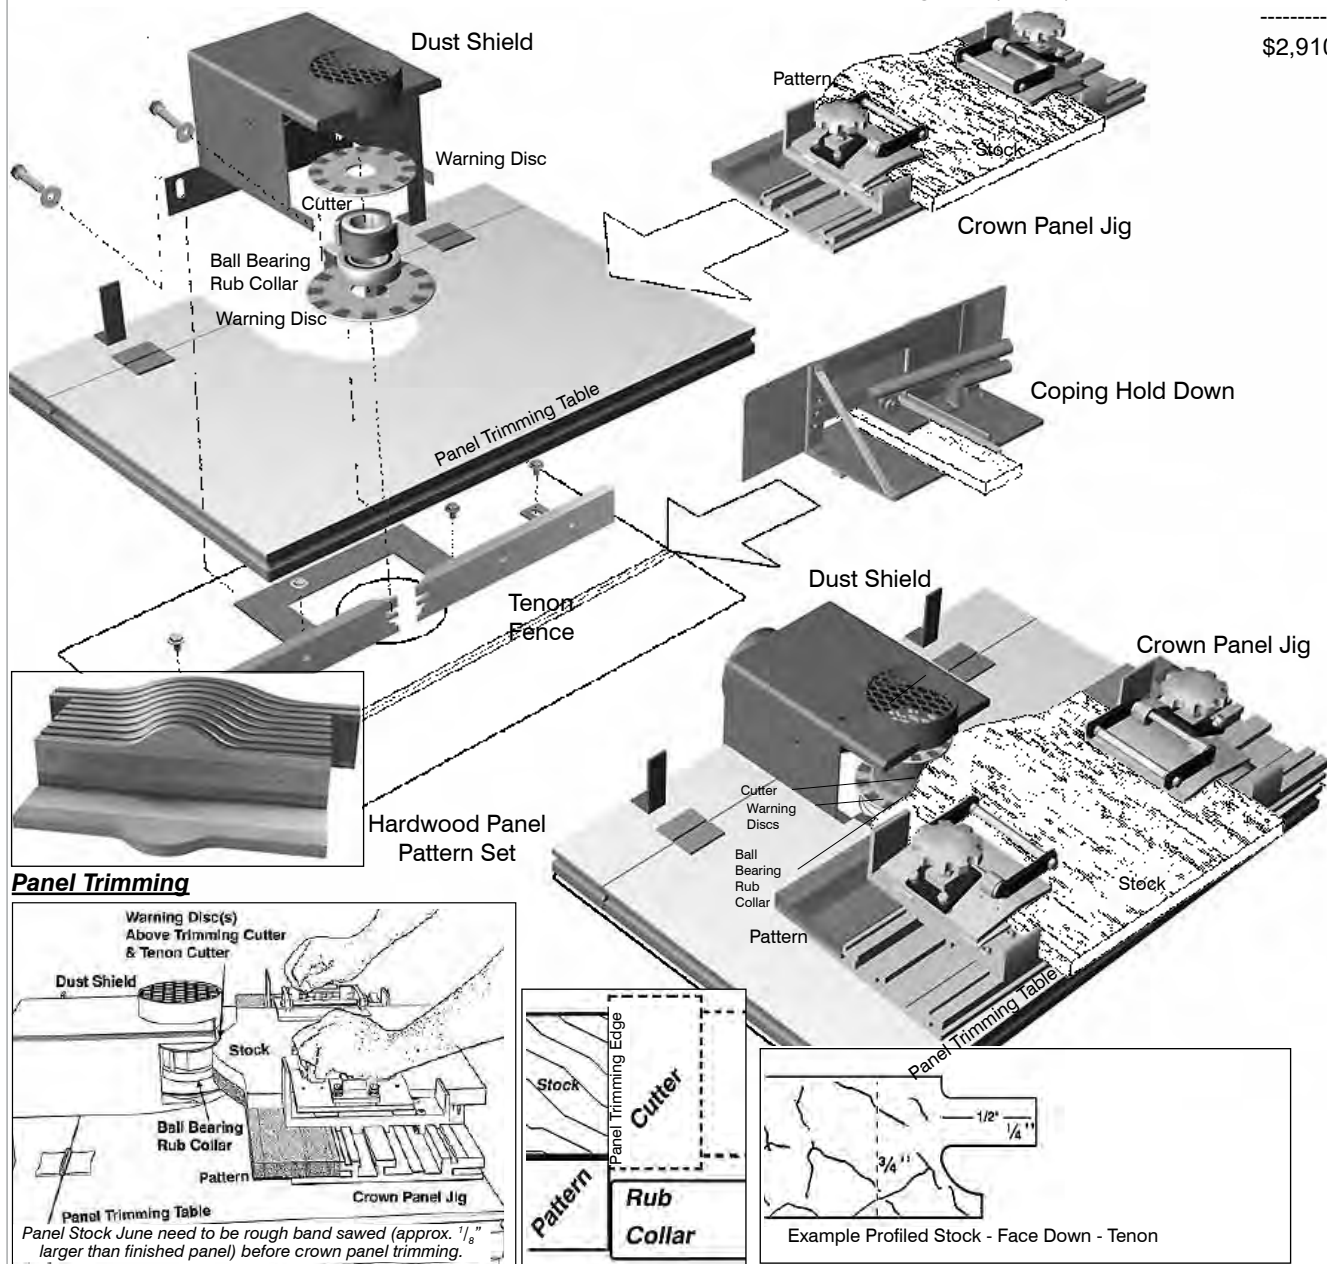 $2,910
Dust Shield
Pattern
Stock
Warning Disc
Cutter
Crown Panel Jig
Ball Bearing
Rub Collar
Warning Disc
Coping Hold Down
Panel Trimming Table
Dust Shield
Tenon
Fence
Crown Panel Jig
Cutter
Warning
Discs
Ball
Bearing
Rub
Collar
Stock
Pattern
Panel Trimming Table
Hardwood Panel
Pattern Set
Panel Trimming
Warning Disc(s)
Above Trimming Cutter
& Tenon Cutter
Dust Shield
Stock
Ball Bearing
Rub Collar
Pattern
Crown Panel Jig
Panel Trimming Table
Panel Stock June need to be rough band sawed (approx. 1/8"
larger than finished panel) before crown panel trimming.
Stock
Panel Trimming Edge
Cutter
Pattern
Rub
Collar
1/2"
1/4"
3/4"
Example Profiled Stock - Face Down - Tenon